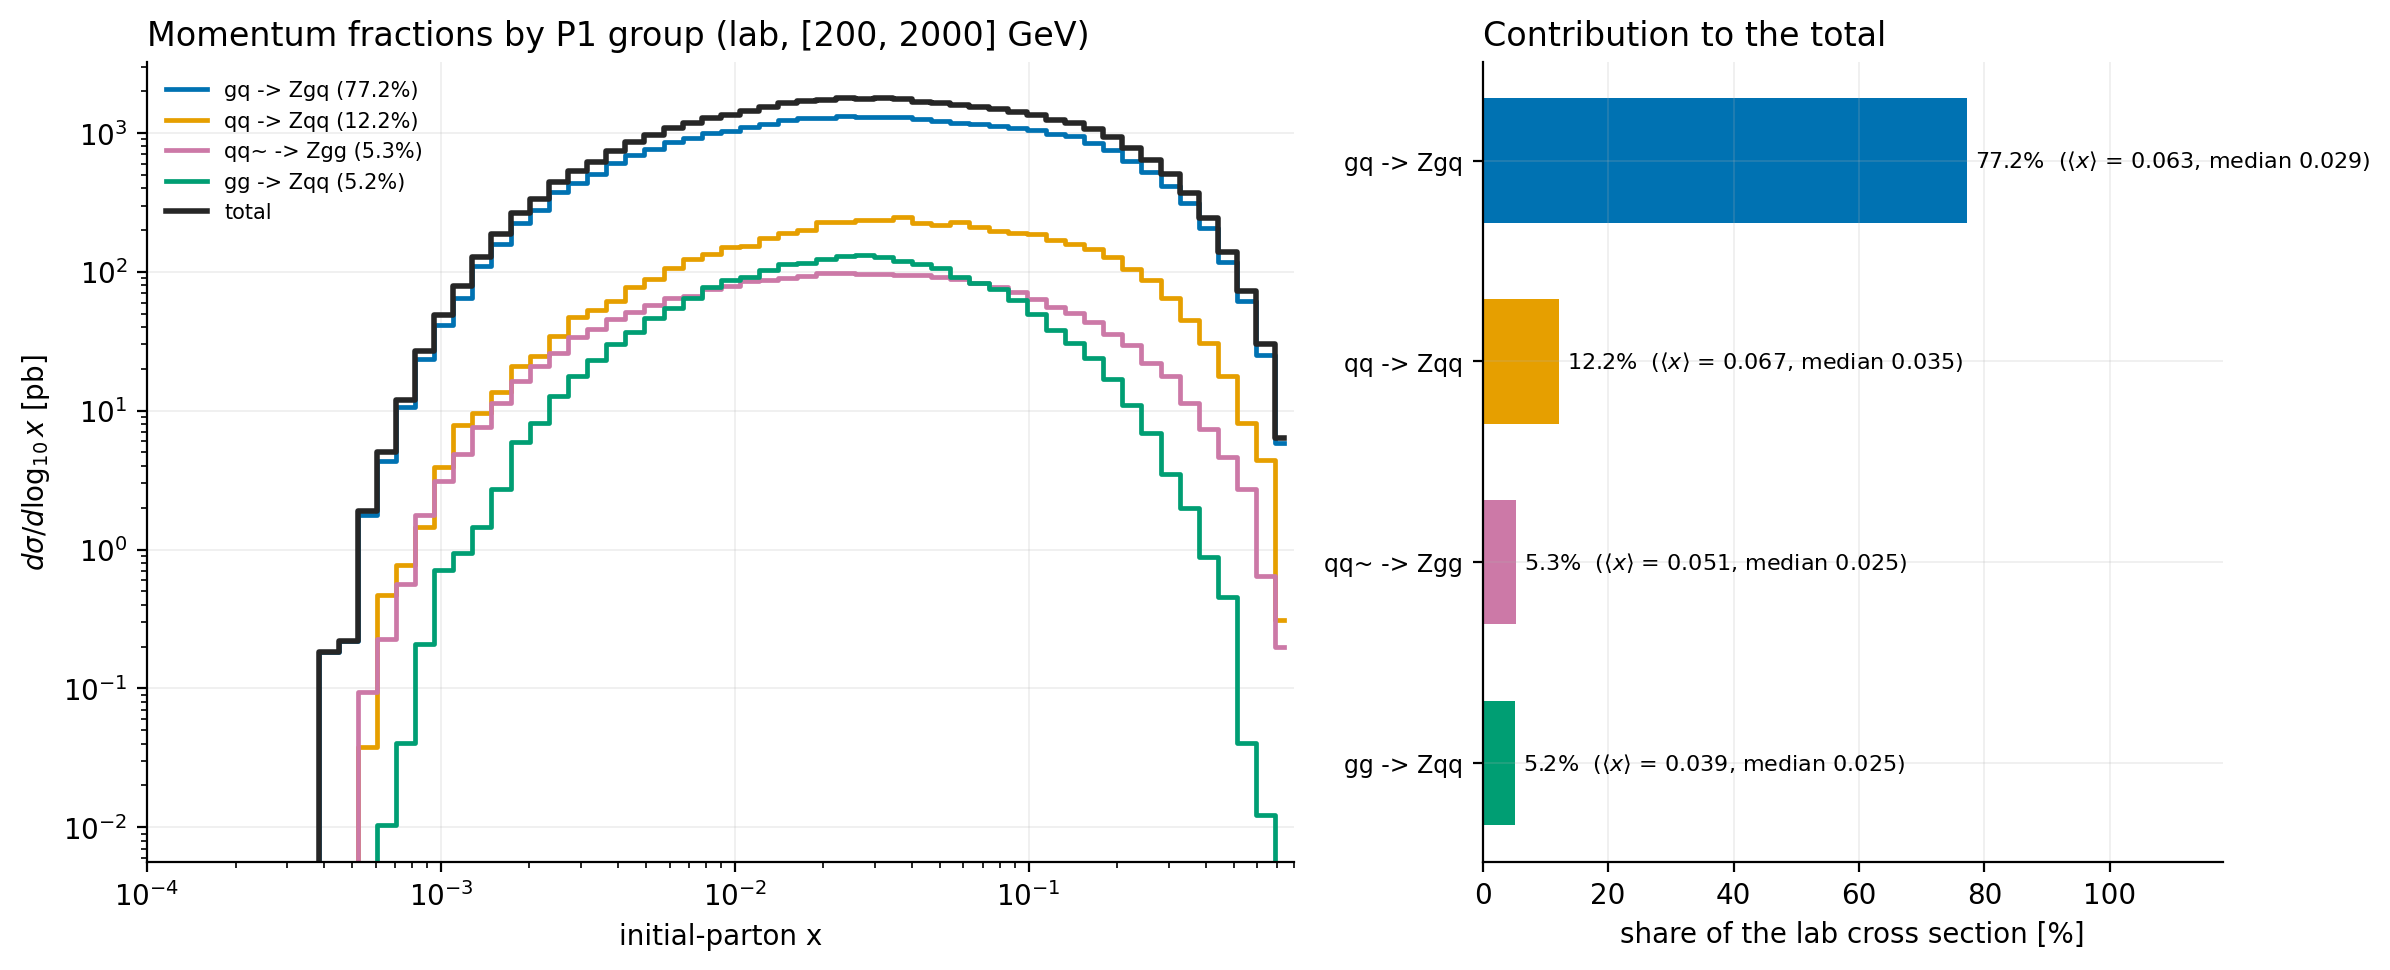 Momentum fractions by P1 group (lab, [200, 2000] GeV)
gq -> Zgq (77.2%)
qq -> Zqq (12.2%)
qq~ -> Zgg (5.3%)
gg -> Zqq (5.2%)
total
10³
10²
10¹
10⁰
10⁻¹
10⁻²
dσ/dlog₁₀ x [pb]
10⁻⁴ 10⁻³ 10⁻² 10⁻¹
initial-parton x
Contribution to the total
gq -> Zgq
77.2% (⟨x⟩ = 0.063, median 0.029)
qq -> Zqq
12.2% (⟨x⟩ = 0.067, median 0.035)
qq~ -> Zgg
5.3% (⟨x⟩ = 0.051, median 0.025)
gg -> Zqq
5.2% (⟨x⟩ = 0.039, median 0.025)
0 20 40 60 80 100
share of the lab cross section [%]